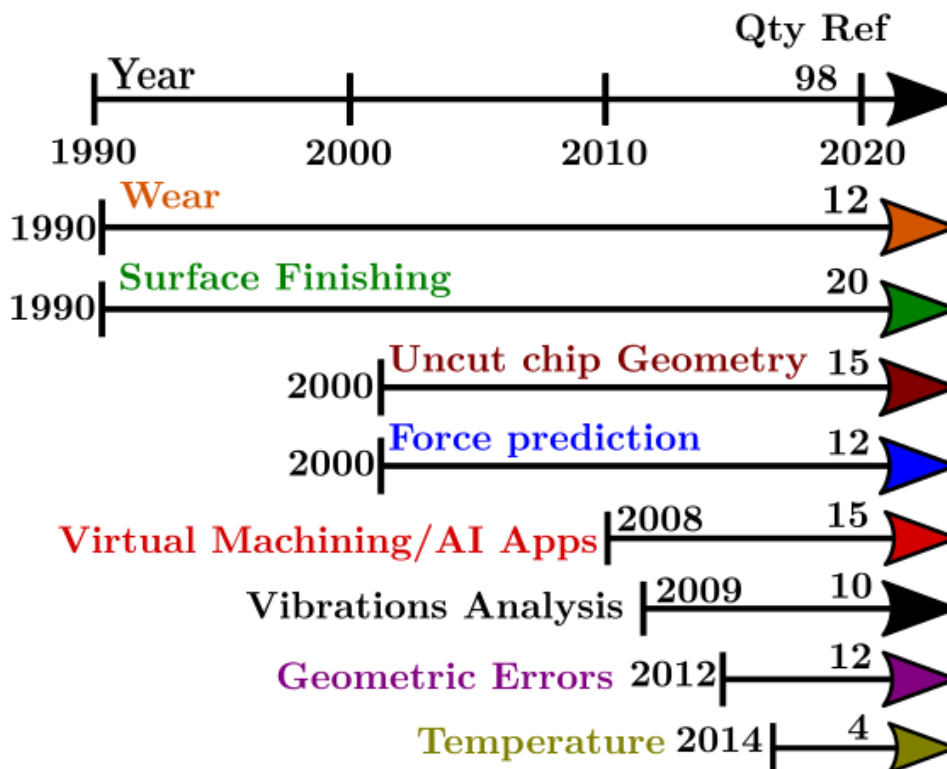 Qty Ref
Year 98
1990 2000 2010 2020
Wear 12
1990
Surface Finishing 20
1990
Uncut chip Geometry 15
2000
Force prediction 12
2000
Virtual Machining/AI Apps 2008 15
Vibrations Analysis 2009 10
Geometric Errors 2012 12
Temperature 2014 4